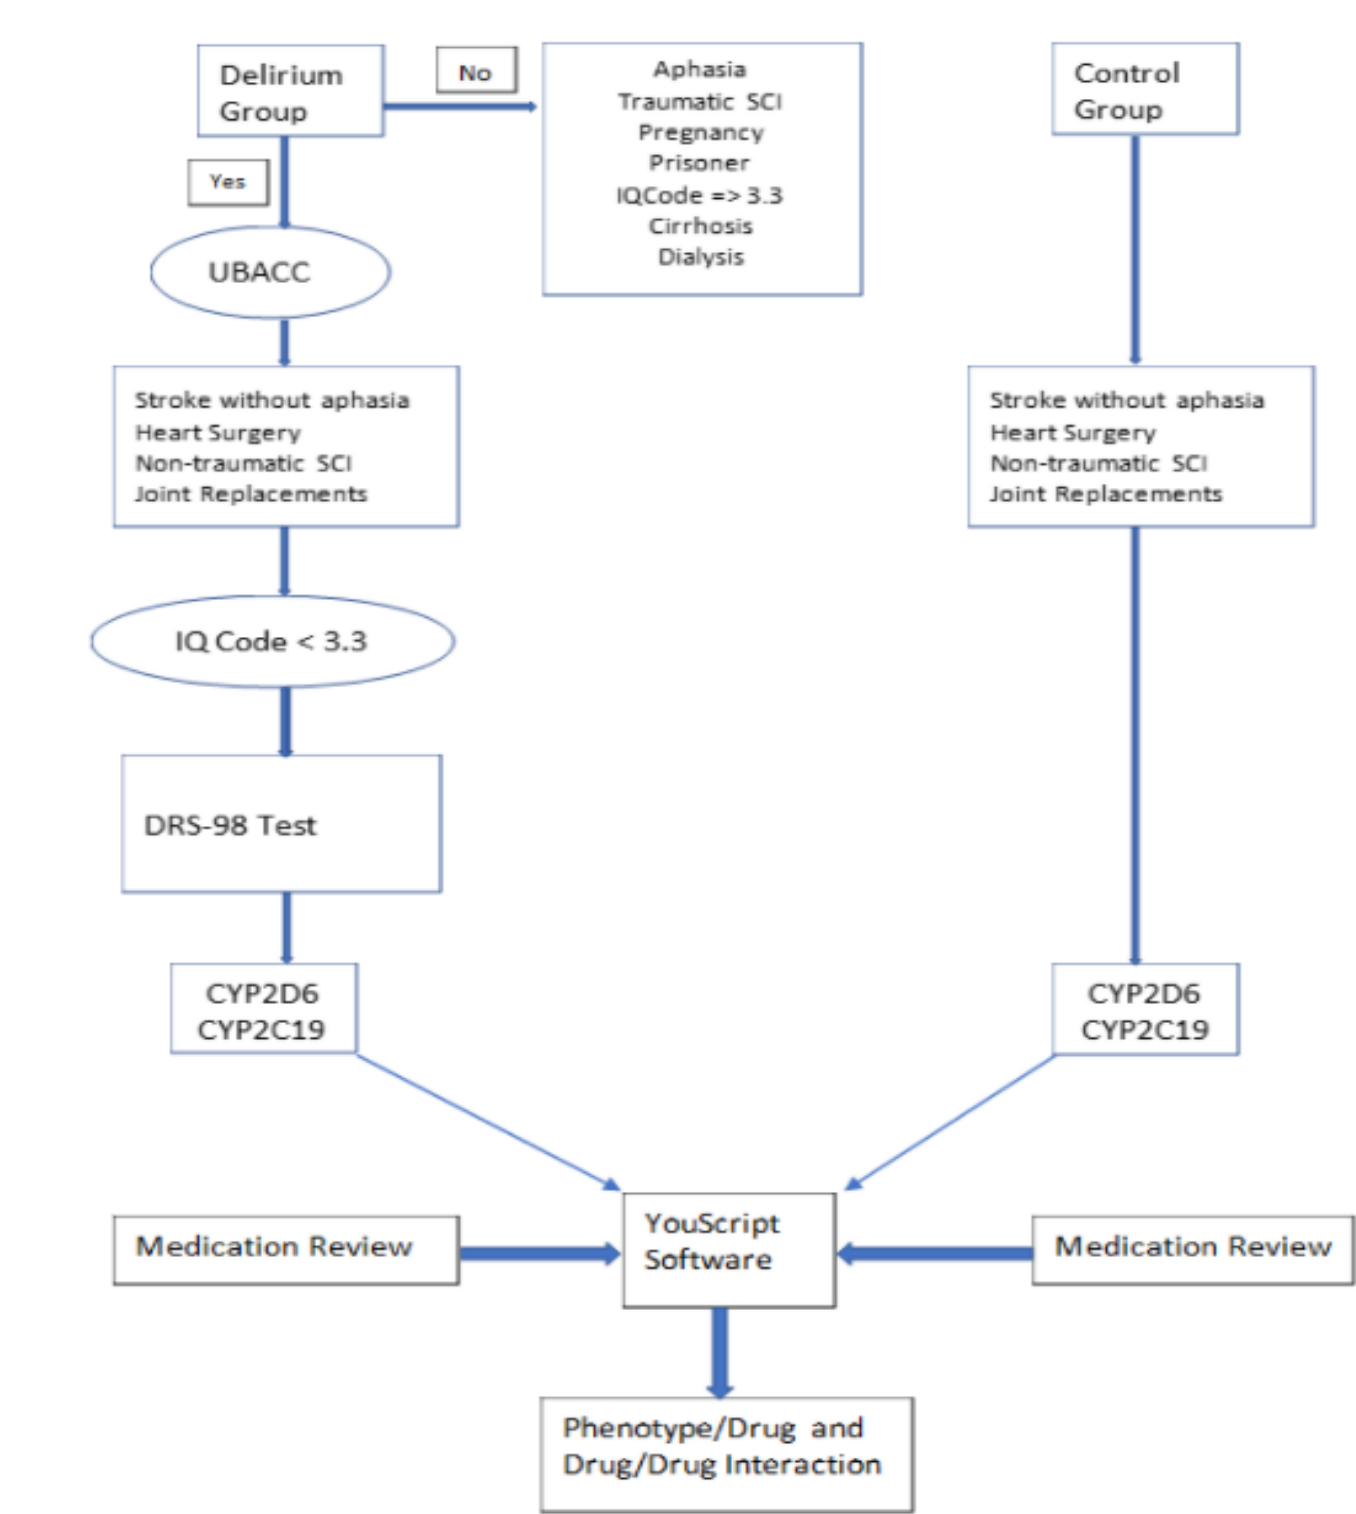 Delirium
Group
No
Aphasia
Traumatic SCI
Pregnancy
Prisoner
IQCode => 3.3
Cirrhosis
Dialysis
Control
Group
Yes
UBACC
Stroke without aphasia
Heart Surgery
Non-traumatic SCI
Joint Replacements
Stroke without aphasia
Heart Surgery
Non-traumatic SCI
Joint Replacements
IQ Code < 3.3
DRS-98 Test
CYP2D6
CYP2C19
CYP2D6
CYP2C19
Medication Review
YouScript
Software
Medication Review
Phenotype/Drug and
Drug/Drug Interaction